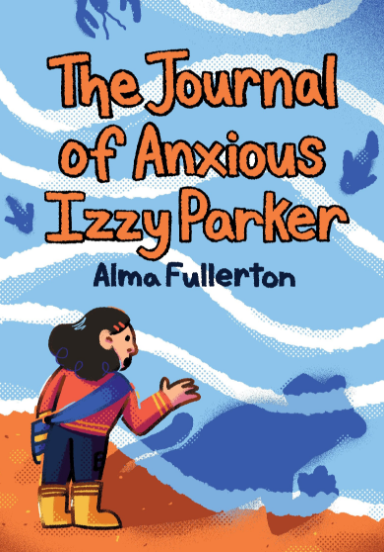 The Journal
of Anxious
Izzy Parker
Alma Fullerton